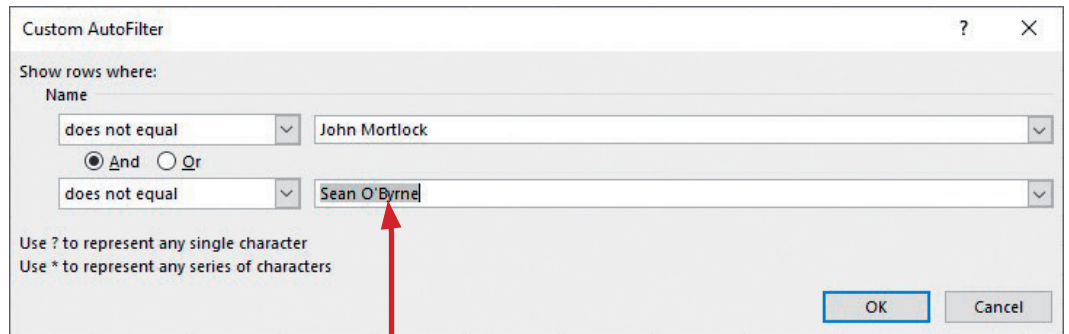 Custom AutoFilter ?
Show rows where:
Name
does not equal John Mortlock
And Or
does not equal Sean O'Byrne
Use ? to represent any single character
Use * to represent any series of characters
OK Cancel